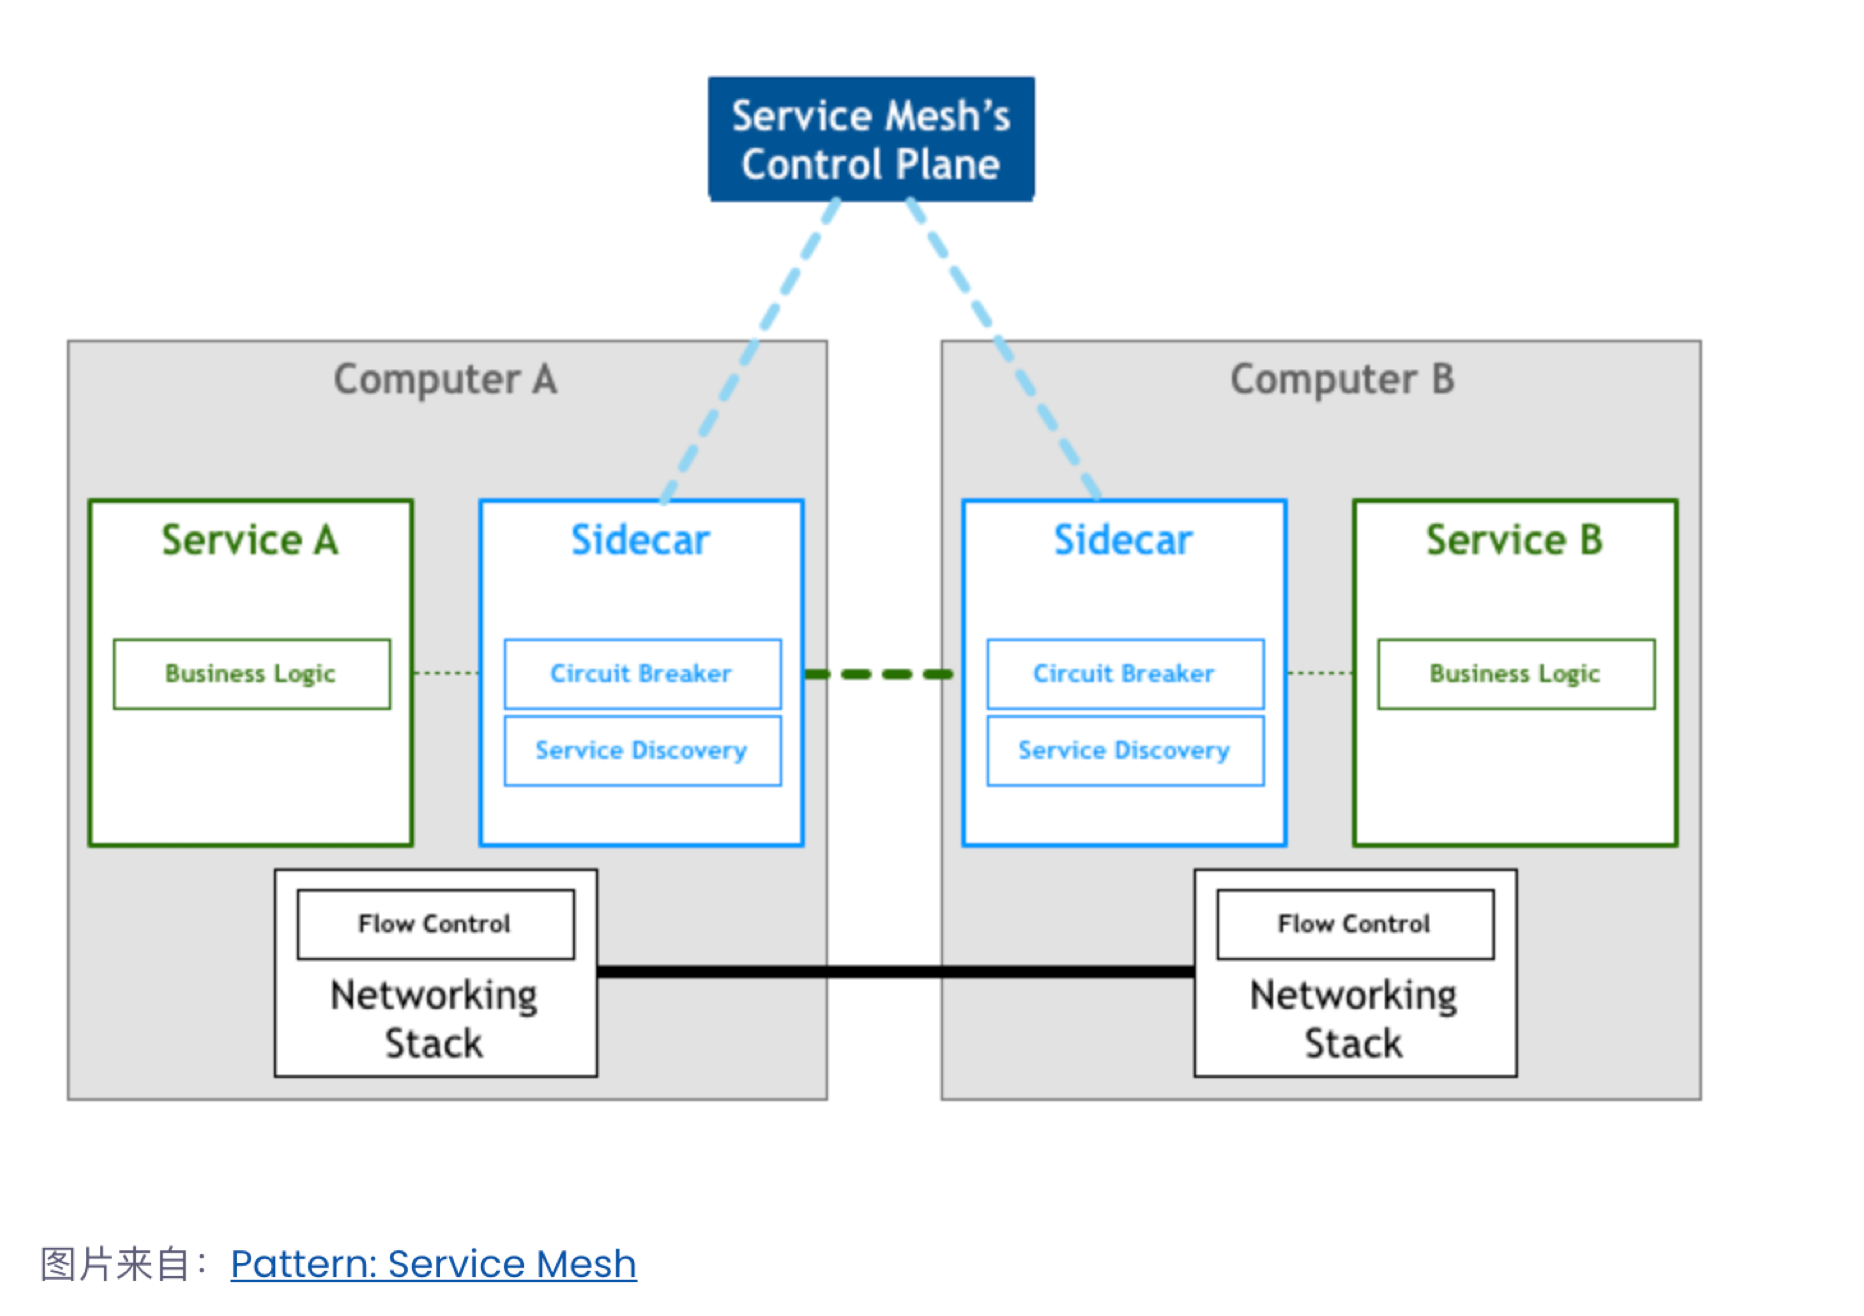 Service Mesh’s
Control Plane
Computer A
Computer B
Service A
Sidecar
Sidecar
Service B
Business Logic
Circuit Breaker
Circuit Breaker
Business Logic
Service Discovery
Service Discovery
Flow Control
Flow Control
Networking
Stack
Networking
Stack
图片来自：Pattern: Service Mesh